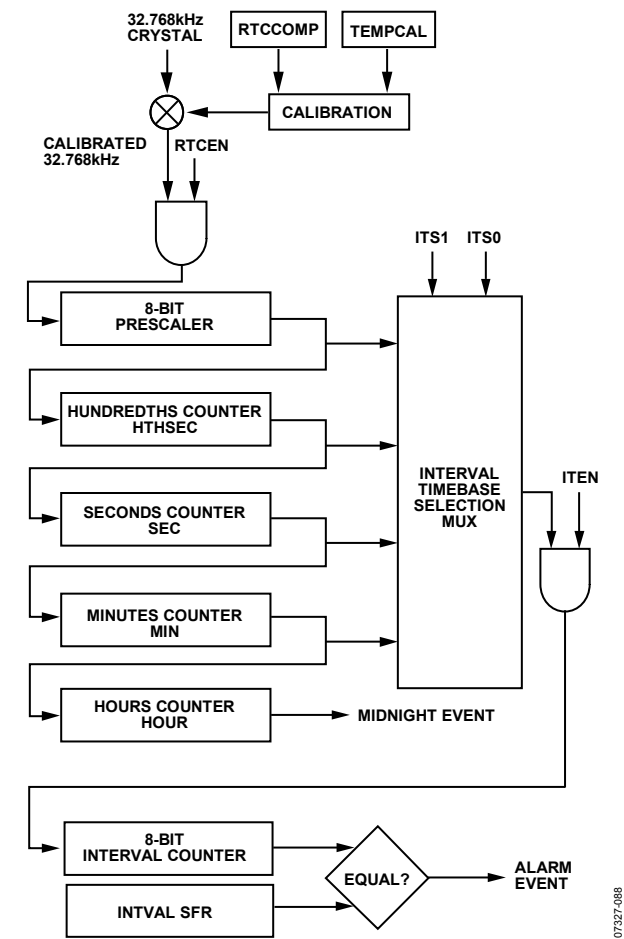 32.768kHz
CRYSTAL
RTCCOMP
TEMPCAL
CALIBRATION
CALIBRATED
32.768kHz
RTCEN
ITS1
ITS0
8-BIT
PRESCALER
HUNDREDTHS COUNTER
HTHSEC
INTERVAL
TIMEBASE
SELECTION
MUX
ITEN
SECONDS COUNTER
SEC
MINUTES COUNTER
MIN
HOURS COUNTER
HOUR
MIDNIGHT EVENT
8-BIT
INTERVAL COUNTER
EQUAL?
ALARM
EVENT
INTVAL SFR
07327-088